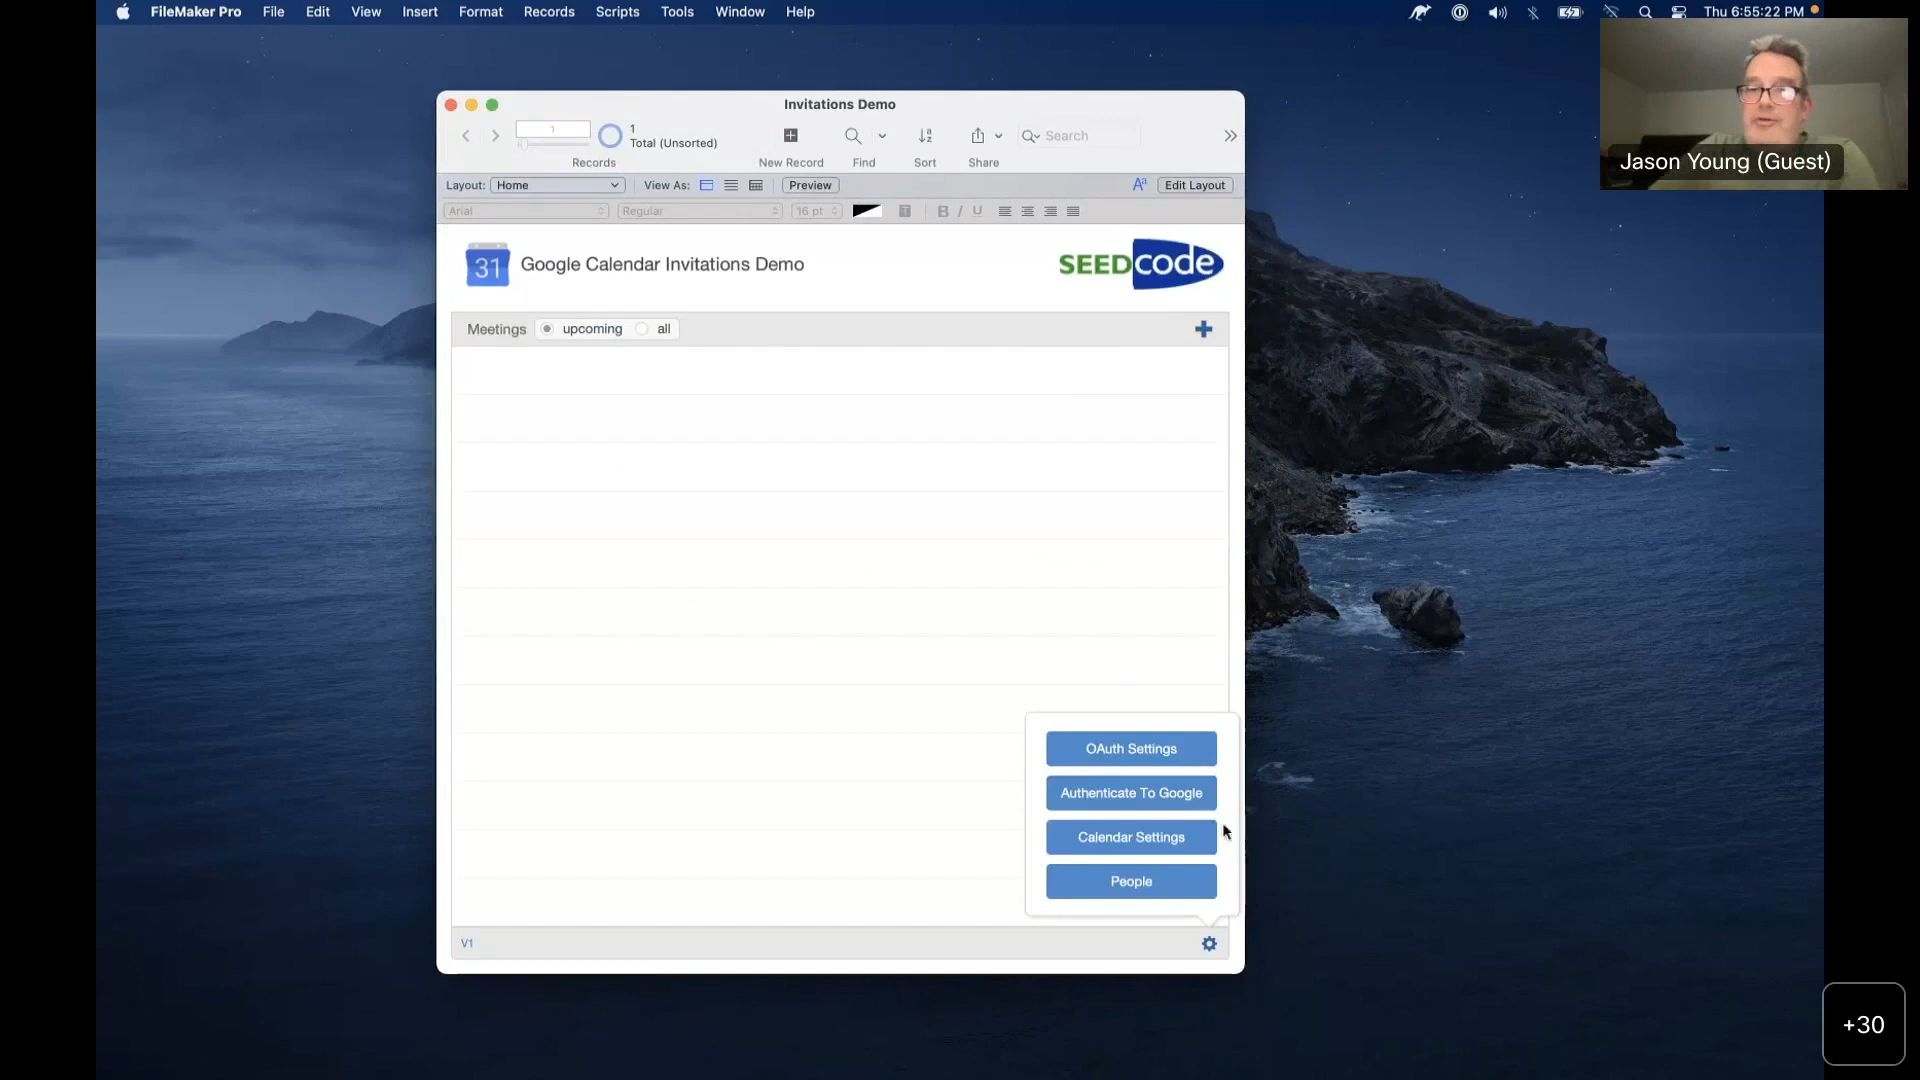 FileMaker Pro File Edit View Insert Format Records Scripts Tools Window Help Thu 6:55:22 PM
Jason Young (Guest)
Invitations Demo
1
1
Total (Unsorted)
Search
Records
New Record
Find
Sort
Share
Layout: Home View As: Preview Aa Edit Layout
Arial Regular 16 pt B I U
31 Google Calendar Invitations Demo
SEEDcode
Meetings upcoming all
OAuth Settings
Authenticate To Google
Calendar Settings
People
V1
+30